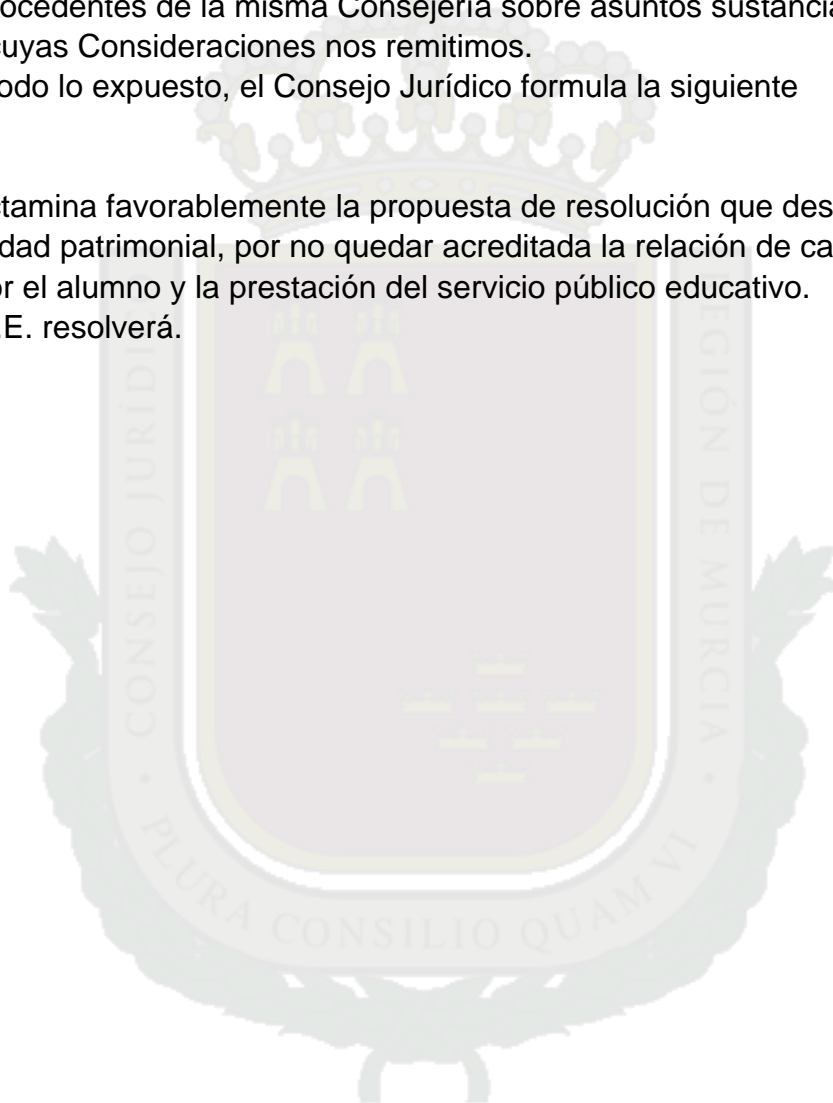 ocedentes de la misma Consejería sobre asuntos sustancia
cuyas Consideraciones nos remitimos.
odo lo expuesto, el Consejo Jurídico formula la siguiente
ctamina favorablemente la propuesta de resolución que des
dad patrimonial, por no quedar acreditada la relación de ca
or el alumno y la prestación del servicio público educativo.
.E. resolverá.
CONSEJO JURÍDICO
REGIÓN DE MURCIA
PLURA CONSILIO QUAM VI